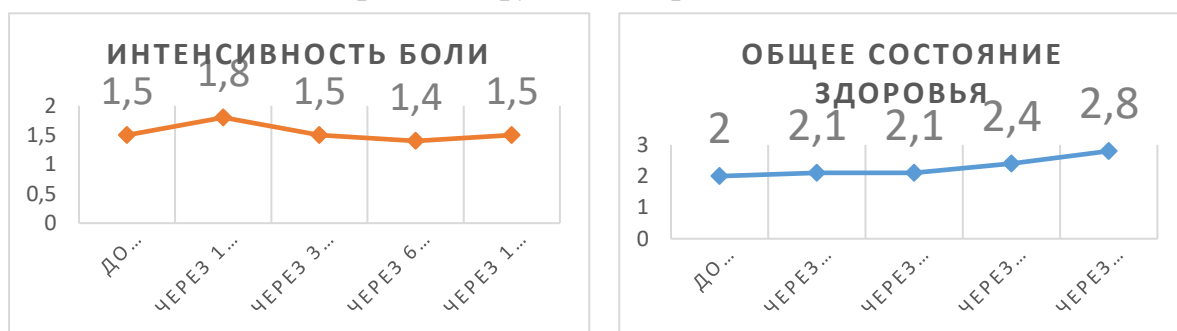 ИНТЕНСИВНОСТЬ БОЛИ
1,5
1,8
1,5
1,4
1,5
2
1,5
1
0,5
0
ДО...
ЧЕРЕЗ 1...
ЧЕРЕЗ 3...
ЧЕРЕЗ 6...
ЧЕРЕЗ 1...
ОБЩЕЕ СОСТОЯНИЕ
ЗДОРОВЬЯ
2
2,1
2,1
2,4
2,8
3
2
1
0
ДО...
ЧЕРЕЗ...
ЧЕРЕЗ...
ЧЕРЕЗ...
ЧЕРЕЗ...